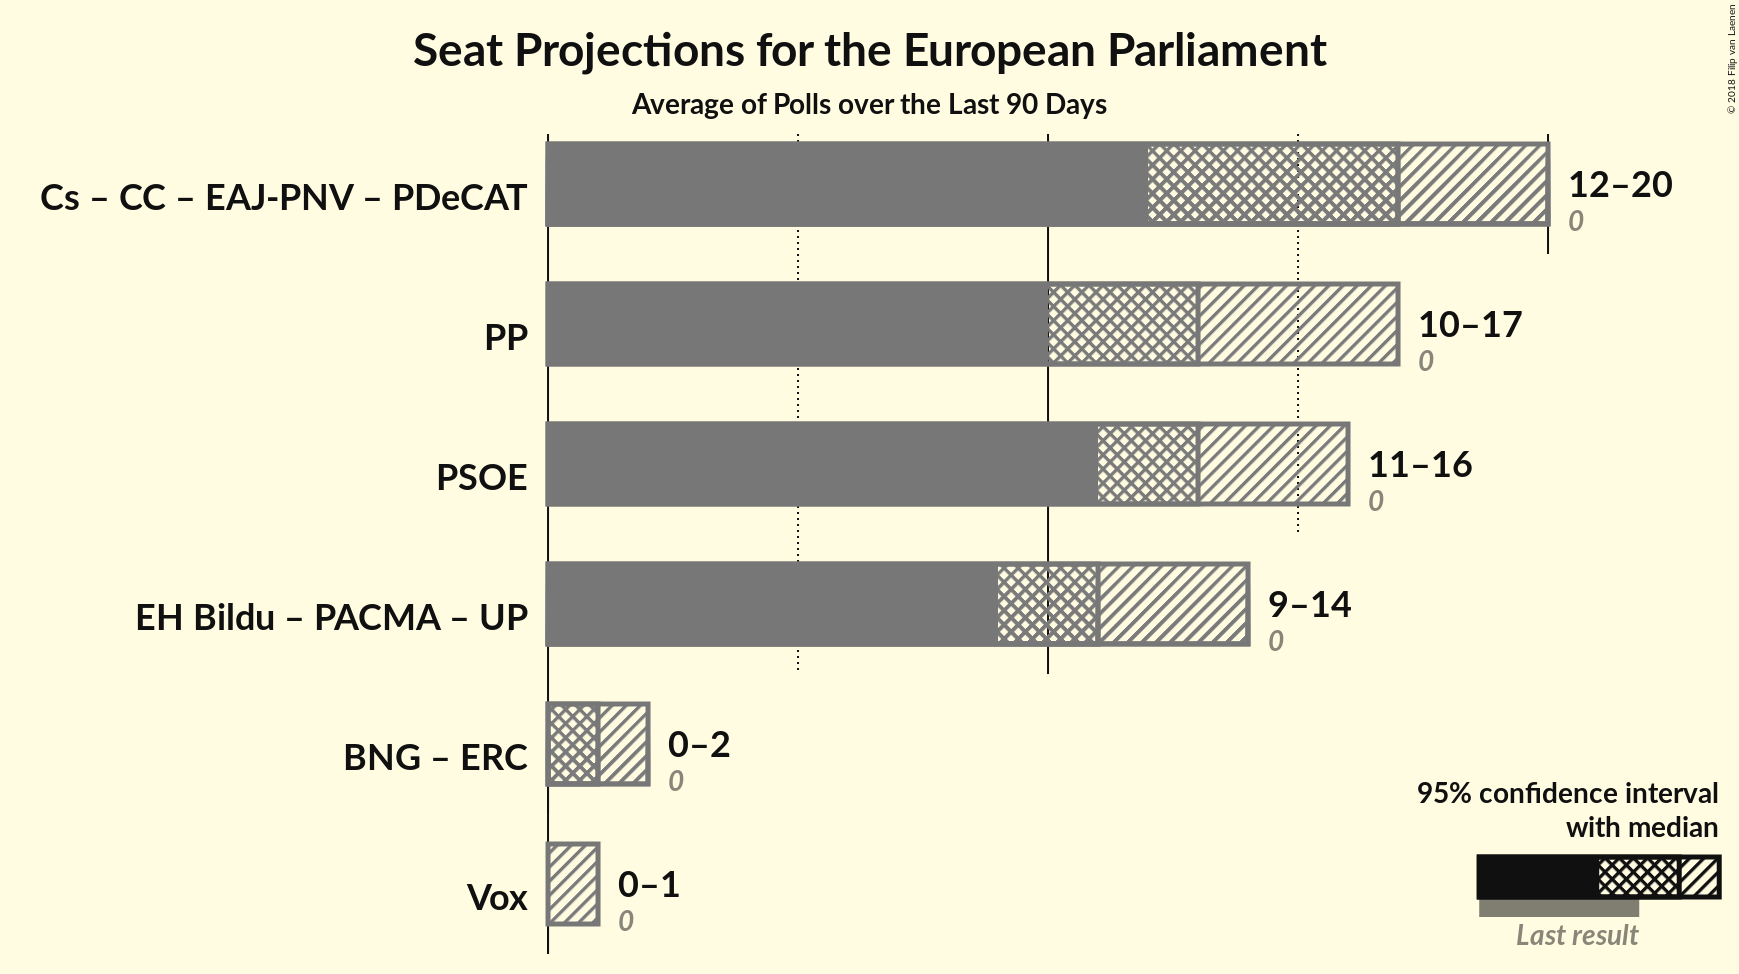 Seat Projections for the European Parliament
Average of Polls over the Last 90 Days
© 2018 Filip van Laenen
Cs – CC – EAJ-PNV – PDeCAT
12–20
0
PP
10–17
0
PSOE
11–16
0
EH Bildu – PACMA – UP
9–14
0
BNG – ERC
0–2
0
Vox
0–1
0
95% confidence interval
with median
Last result